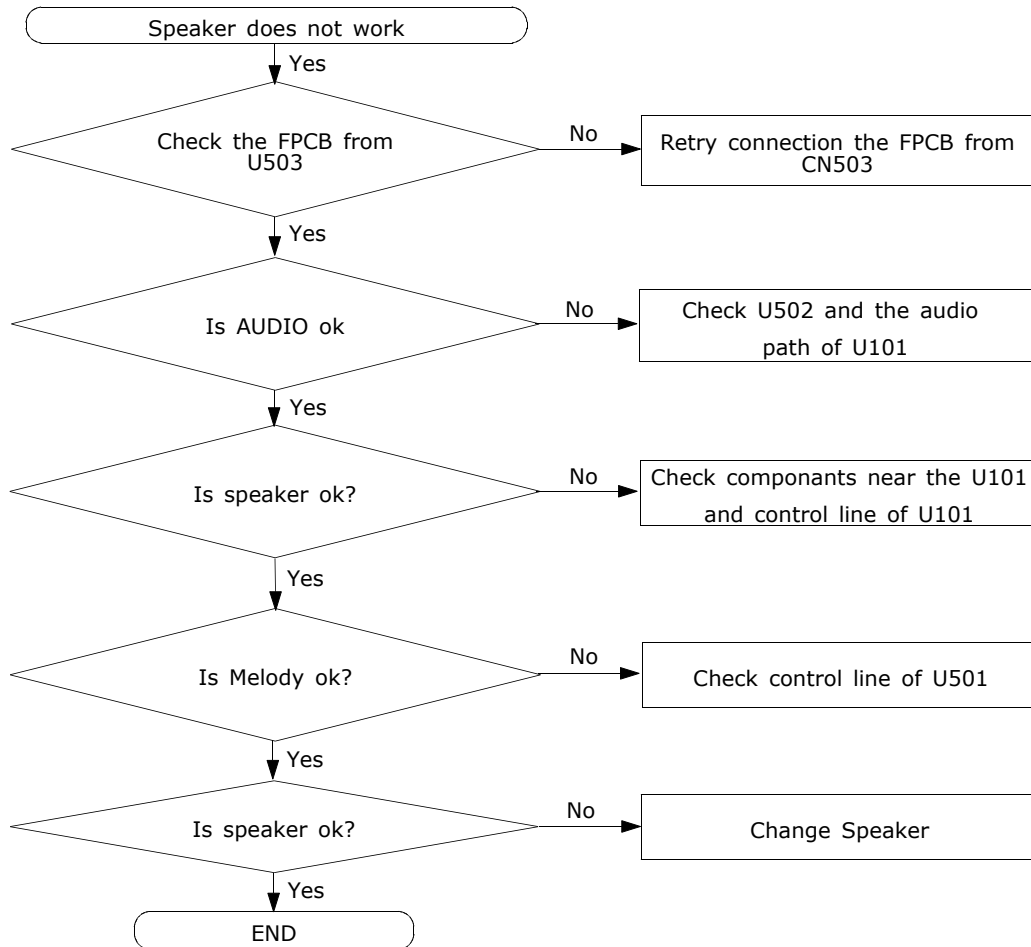 Speaker does not work
Yes
Check the FPCB from
U503
No
Retry connection the FPCB from
CN503
Yes
Is AUDIO ok
No
Check U502 and the audio
path of U101
Yes
Is speaker ok?
No
Check componants near the U101
and control line of U101
Yes
Is Melody ok?
No
Check control line of U501
Yes
Is speaker ok?
No
Change Speaker
Yes
END